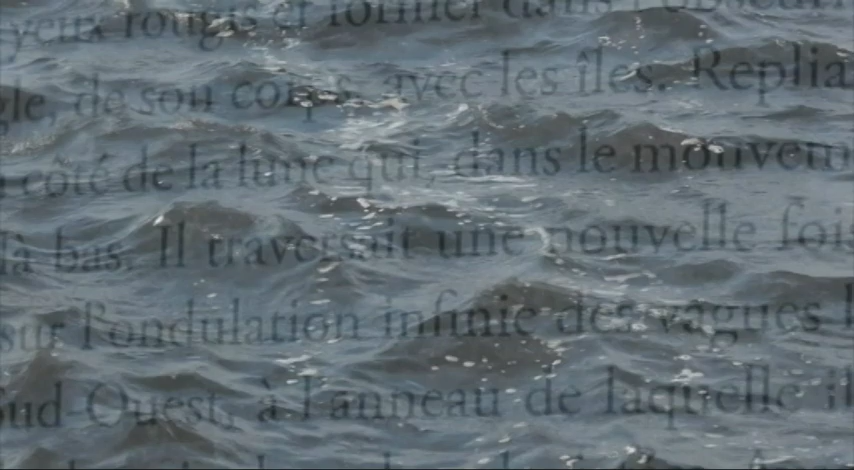 yeux rougis et former dans l'obscuri
gle, de son corps, avec les îles. Replia
côté de la lune qui, dans le mouvem
là bas. Il traversait une nouvelle fois
sur l'ondulation infinie des vagues l
Sud-Ouest, à l'anneau de laquelle il